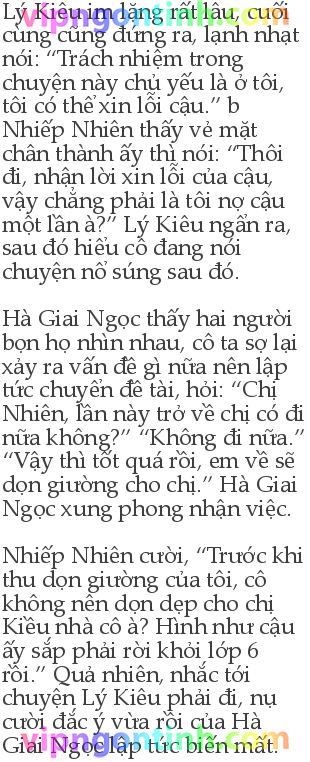 Lý Kiêu im lặng rất lâu, cuối
cùng cũng đứng ra, lạnh nhạt
nói: “Trách nhiệm trong
chuyện này chủ yếu là ở tôi,
tôi có thể xin lỗi cậu.” b
Nhiếp Nhiên thấy vẻ mặt
chân thành ấy thì nói: “Thôi
đi, nhận lời xin lỗi của cậu,
vậy chẳng phải là tôi nợ cậu
một lần à?” Lý Kiêu ngẩn ra,
sau đó hiểu cô đang nói
chuyện nổ súng sau đó.
Hà Giai Ngọc thấy hai người
bọn họ nhìn nhau, cô ta sợ lại
xảy ra vấn đề gì nữa nên lập
tức chuyển đề tài, hỏi: “Chị
Nhiên, lần này trở về chị có đi
nữa không?” “Không đi nữa.”
“Vậy thì tốt quá rồi, em về sẽ
dọn giường cho chị.” Hà Giai
Ngọc xung phong nhận việc.
Nhiếp Nhiên cười, “Trước khi
thu dọn giường của tôi, cô
không nên dọn dẹp cho chị
Kiều nhà cô à? Hình như cậu
ấy sắp phải rời khỏi lớp 6
rồi.” Quả nhiên, nhắc tới
chuyện Lý Kiêu phải đi, nụ
cười đắc ý vừa rồi của Hà
Giai Ngọc lập tức biến mất.
vipngontinh.com
vipngontinh.com
vipngontinh.com
vipngontinh.com